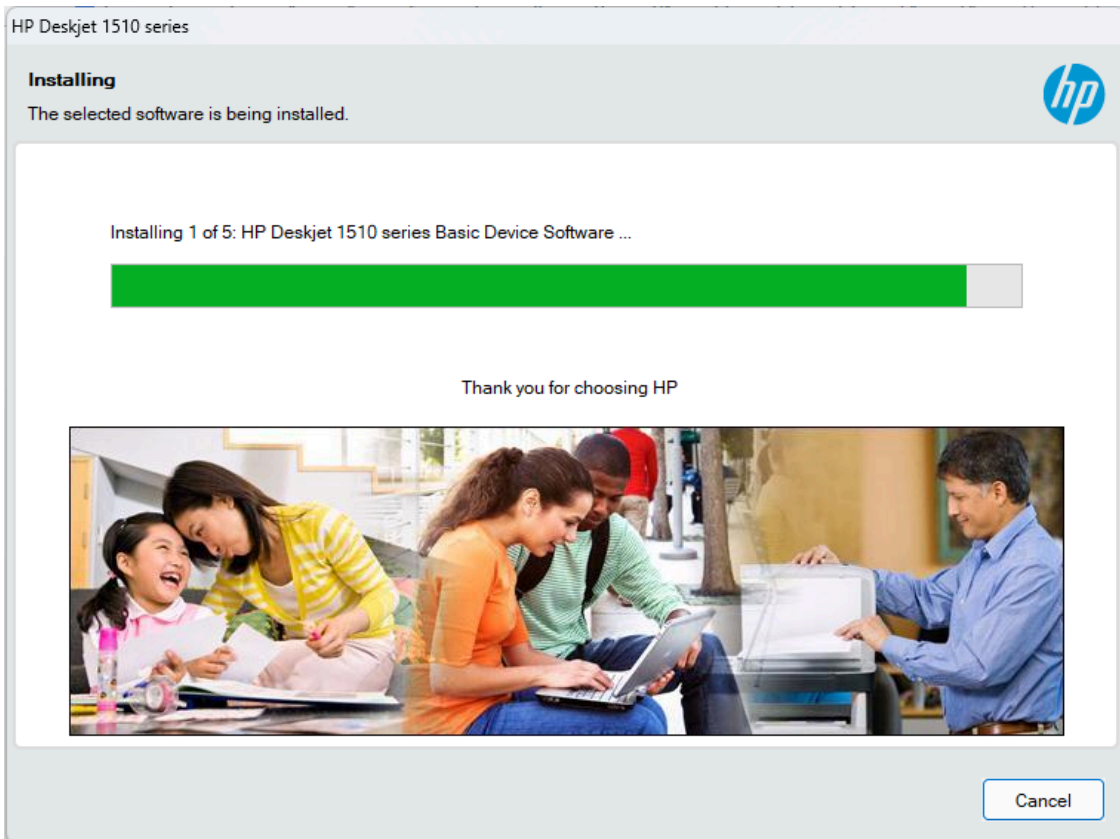 HP Deskjet 1510 series
Installing
The selected software is being installed.
hp
Installing 1 of 5: HP Deskjet 1510 series Basic Device Software ...
Thank you for choosing HP
Cancel